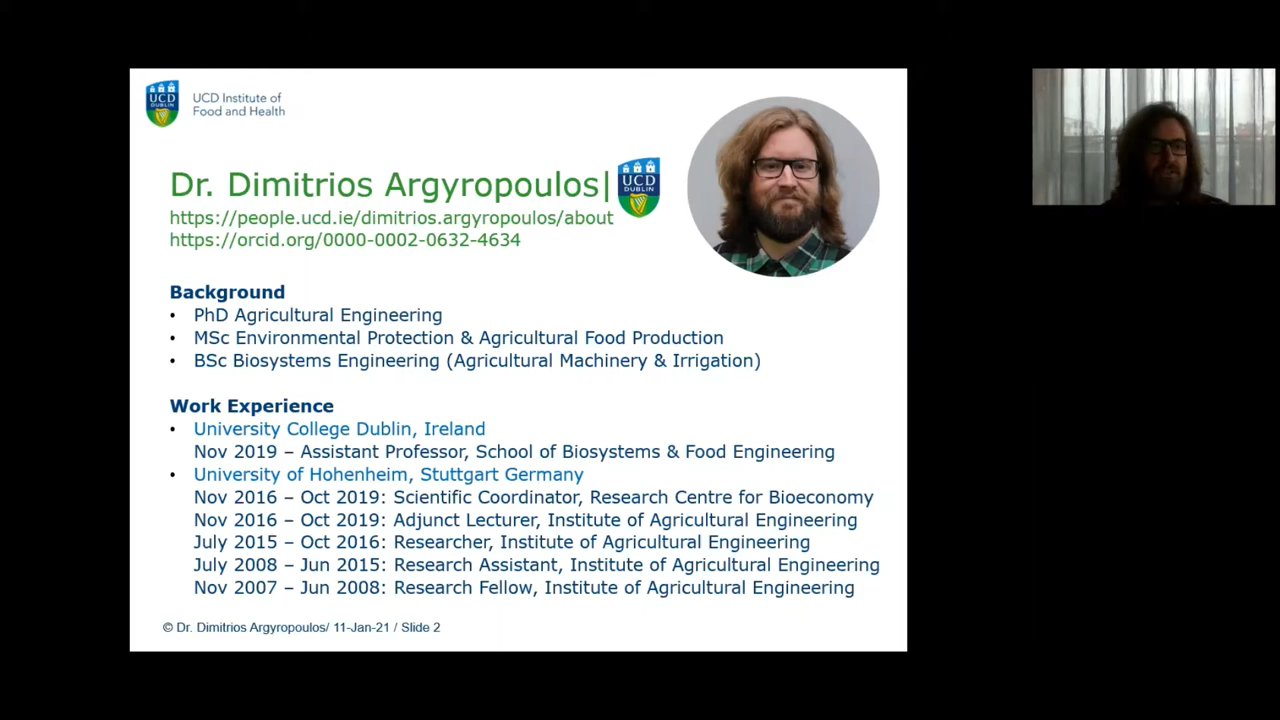 UCD
DUBLIN
UCD Institute of
Food and Health
Dr. Dimitrios Argyropoulos|
UCD
DUBLIN
https://people.ucd.ie/dimitrios.argyropoulos/about
https://orcid.org/0000-0002-0632-4634
Background
• PhD Agricultural Engineering
• MSc Environmental Protection & Agricultural Food Production
• BSc Biosystems Engineering (Agricultural Machinery & Irrigation)
Work Experience
• University College Dublin, Ireland
Nov 2019 – Assistant Professor, School of Biosystems & Food Engineering
• University of Hohenheim, Stuttgart Germany
Nov 2016 – Oct 2019: Scientific Coordinator, Research Centre for Bioeconomy
Nov 2016 – Oct 2019: Adjunct Lecturer, Institute of Agricultural Engineering
July 2015 – Oct 2016: Researcher, Institute of Agricultural Engineering
July 2008 – Jun 2015: Research Assistant, Institute of Agricultural Engineering
Nov 2007 – Jun 2008: Research Fellow, Institute of Agricultural Engineering
© Dr. Dimitrios Argyropoulos/ 11-Jan-21 / Slide 2